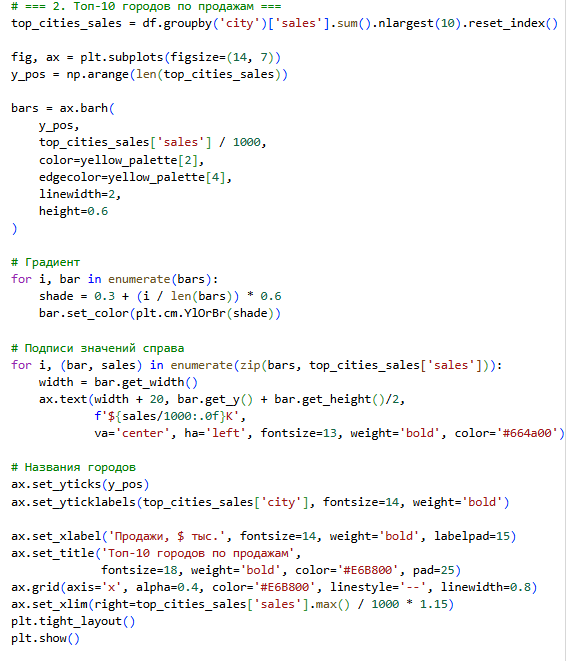 # === 2. Топ-10 городов по продажам ===
top_cities_sales = df.groupby('city')['sales'].sum().nlargest(10).reset_index()

fig, ax = plt.subplots(figsize=(14, 7))
y_pos = np.arange(len(top_cities_sales))

bars = ax.barh(
    y_pos,
    top_cities_sales['sales'] / 1000,
    color=yellow_palette[2],
    edgecolor=yellow_palette[4],
    linewidth=2,
    height=0.6
)

# Градиент
for i, bar in enumerate(bars):
    shade = 0.3 + (i / len(bars)) * 0.6
    bar.set_color(plt.cm.YlOrBr(shade))

# Подписи значений справа
for i, (bar, sales) in enumerate(zip(bars, top_cities_sales['sales'])):
    width = bar.get_width()
    ax.text(width + 20, bar.get_y() + bar.get_height()/2,
            f'${sales/1000:.0f}K',
            va='center', ha='left', fontsize=13, weight='bold', color='#664a00')

# Названия городов
ax.set_yticks(y_pos)
ax.set_yticklabels(top_cities_sales['city'], fontsize=14, weight='bold')

ax.set_xlabel('Продажи, $ тыс.', fontsize=14, weight='bold', labelpad=15)
ax.set_title('Топ-10 городов по продажам',
             fontsize=18, weight='bold', color='#E6B800', pad=25)
ax.grid(axis='x', alpha=0.4, color='#E6B800', linestyle='--', linewidth=0.8)
ax.set_xlim(right=top_cities_sales['sales'].max() / 1000 * 1.15)
plt.tight_layout()
plt.show()